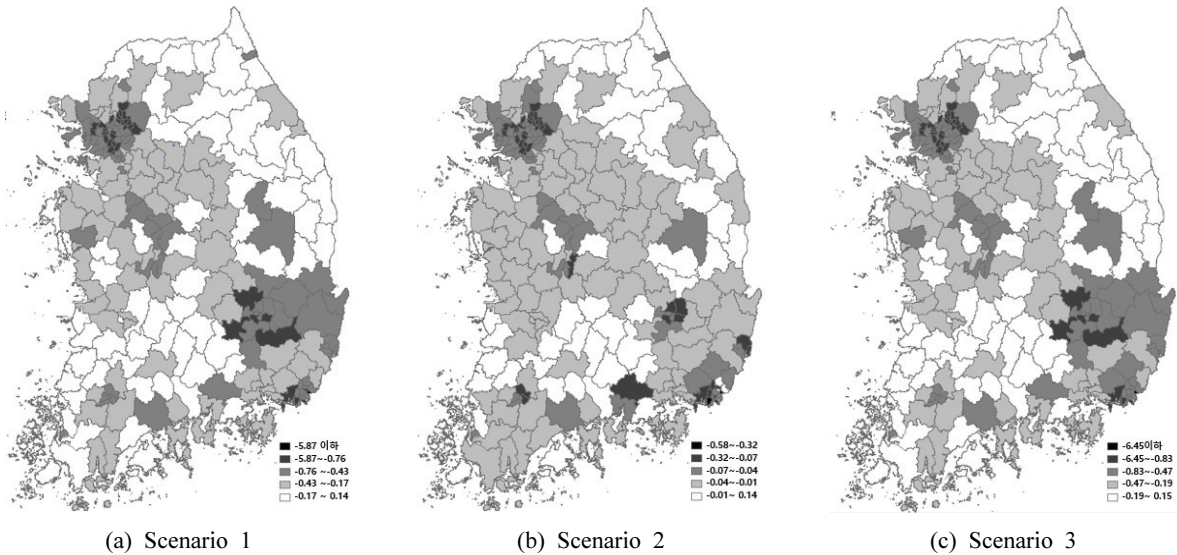 -5.87 이하
-5.87~-0.76
-0.76 ~-0.43
-0.43 ~-0.17
-0.17 ~ 0.14
-0.58~-0.32
-0.32~-0.07
-0.07~-0.04
-0.04~-0.01
-0.01~ 0.14
-6.45이하
-6.45~-0.83
-0.83~-0.47
-0.47~-0.19
-0.19~ 0.15
(a) Scenario 1
(b) Scenario 2
(c) Scenario 3